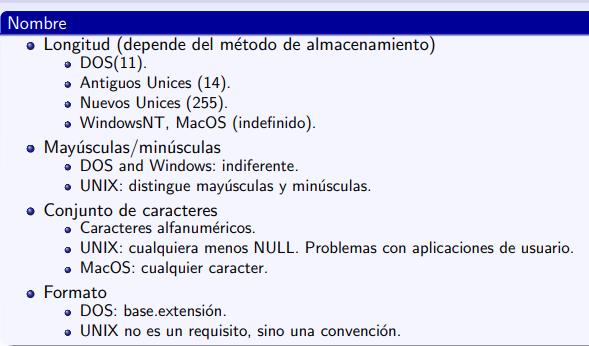 Nombre
Longitud (depende del método de almacenamiento)
DOS(11).
Antiguos Unices (14).
Nuevos Unices (255).
WindowsNT, MacOS (indefinido).
Mayúsculas/minúsculas
DOS and Windows: indiferente.
UNIX: distingue mayúsculas y minúsculas.
Conjunto de caracteres
Caracteres alfanuméricos.
UNIX: cualquiera menos NULL. Problemas con aplicaciones de usuario.
MacOS: cualquier caracter.
Formato
DOS: base.extensión.
UNIX no es un requisito, sino una convención.